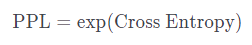 PPL = exp(Cross Entropy)